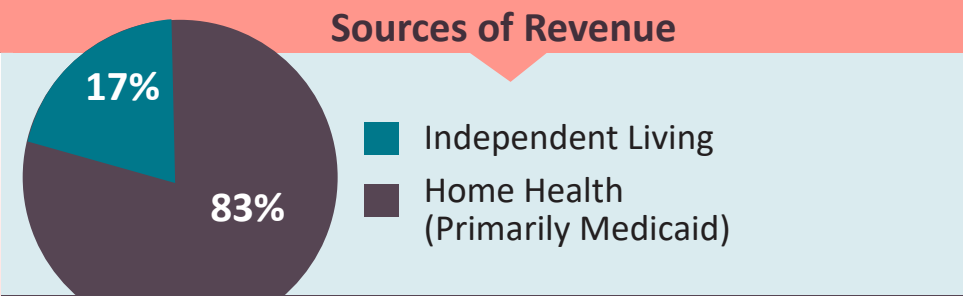 Sources of Revenue
17%
83%
Independent Living
Home Health
(Primarily Medicaid)